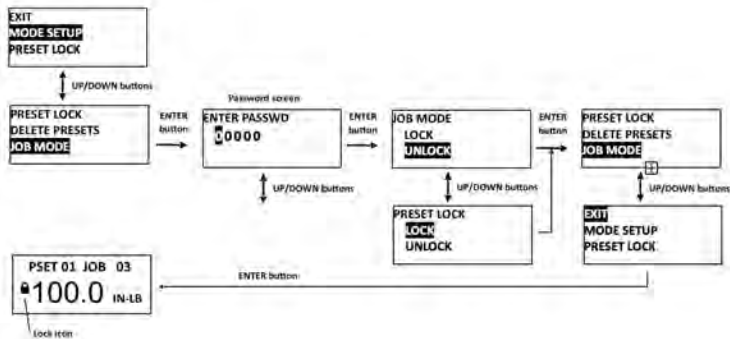 EXIT
MODE SETUP
PRESET LOCK
UP/DOWN buttons
PRESET LOCK
DELETE PRESETS
JOB MODE
ENTER
button
Password screen
ENTER PASSWD
00000
UP/DOWN buttons
ENTER
button
JOB MODE
LOCK
UNLOCK
UP/DOWN buttons
PRESET LOCK
LOCK
UNLOCK
ENTER
button
PRESET LOCK
DELETE PRESETS
JOB MODE
UP/DOWN buttons
EXIT
MODE SETUP
PRESET LOCK
ENTER button
PSET 01 JOB 03
100.0 IN-LB
Lock icon